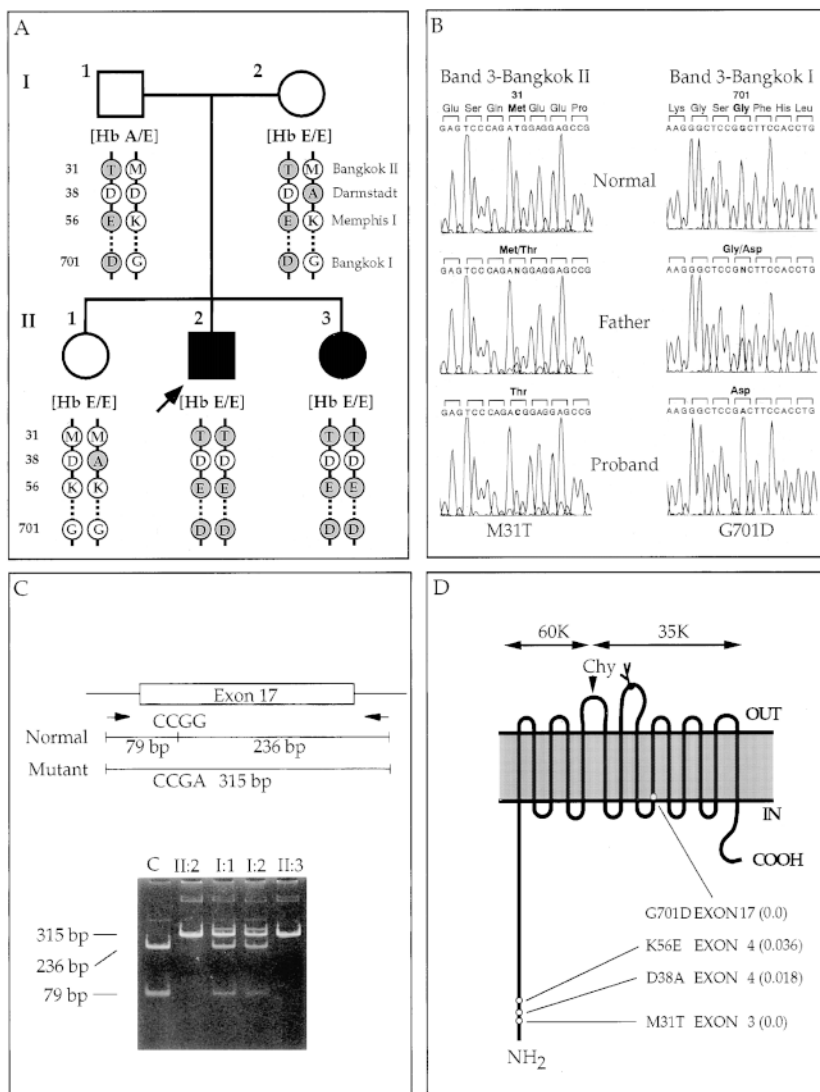 A
I
1
2
[Hb A/E]
[Hb E/E]
31 T M T M Bangkok II
38 D D D A Darmstadt
56 E K E K Memphis I
701 D G D G Bangkok I
II
1
2
3
[Hb E/E]
[Hb E/E]
[Hb E/E]
31 M M T T T T
38 D A D D D D
56 K K E E E E
701 G G D D D D
B
Band 3-Bangkok II
31
Glu Ser Gln Met Glu Glu Pro
GAGTCCCAGATGGAGGAGCCG
Band 3-Bangkok I
701
Lys Gly Ser Gly Phe His Leu
AAGGGCTCCGGCTTCCACCTG
Normal
Met/Thr
GAGTCCCAGANGGAGGAGCCG
Gly/Asp
AAGGGCTCCGNCTTCCACCTG
Father
Thr
GAGTCCCAGACGGAGGAGCCG
Asp
AAGGGCTCCGACTTCCACCTG
Proband
M31T
G701D
C
Exon 17
CCGG
Normal
79 bp
236 bp
Mutant
CCGA 315 bp
C II:2 I:1 I:2 II:3
315 bp
236 bp
79 bp
D
60K
35K
Chy
OUT
IN
COOH
G701D EXON 17 (0.0)
K56E EXON 4 (0.036)
D38A EXON 4 (0.018)
M31T EXON 3 (0.0)
NH2